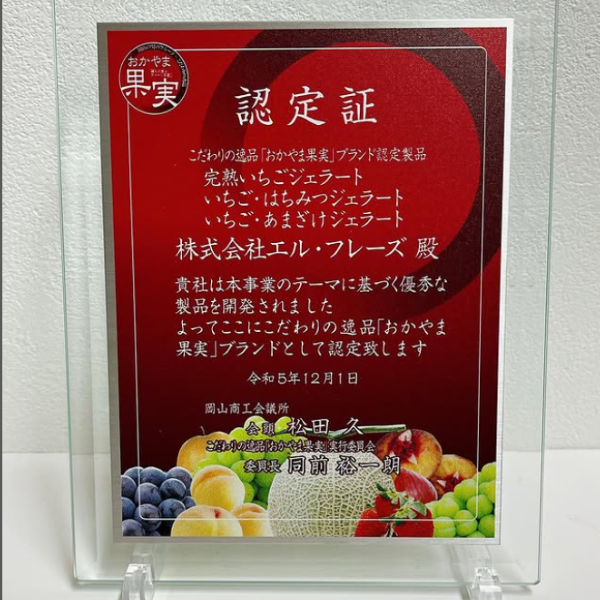 おかやま
果実
認定証
こだわりの逸品「おかやま果実」ブランド認定製品
完熟いちごジェラート
いちご・はちみつジェラート
いちご・あまざけジェラート
株式会社エル・フレーズ 殿
貴社は本事業のテーマに基づく優秀な
製品を開発されました
よってここにこだわりの逸品「おかやま
果実」ブランドとして認定致します
令和5年12月1日
岡山商工会議所
会頭 松田 久
こだわりの逸品「おかやま果実」実行委員会
委員長 同前 裕一朗